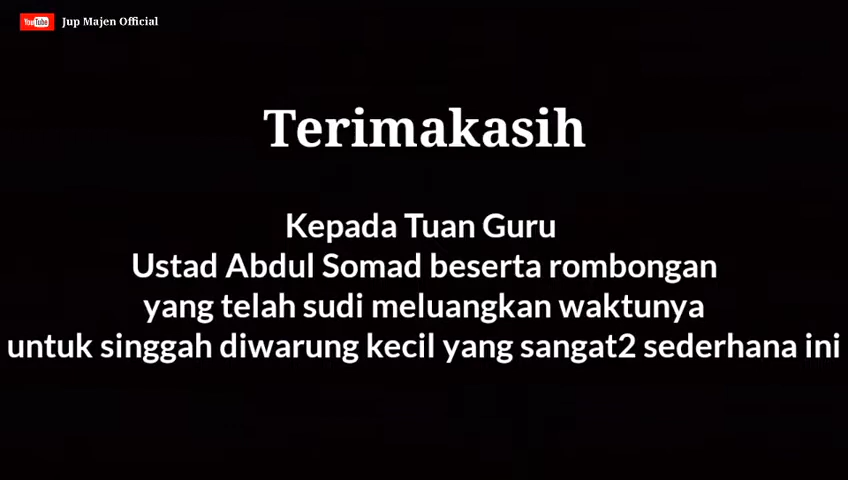 YouTube Jup Majen Official
Terimakasih
Kepada Tuan Guru
Ustad Abdul Somad beserta rombongan
yang telah sudi meluangkan waktunya
untuk singgah diwarung kecil yang sangat2 sederhana ini